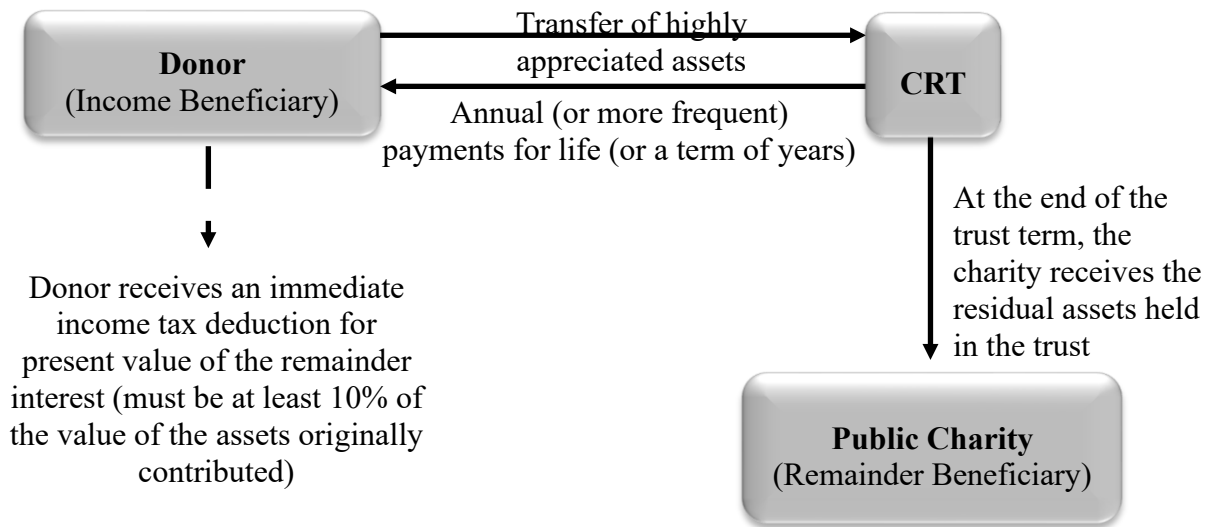 Transfer of highly
appreciated assets
Donor
(Income Beneficiary)
CRT
Annual (or more frequent)
payments for life (or a term of years)
At the end of the
trust term, the
charity receives the
residual assets held
in the trust
Donor receives an immediate
income tax deduction for
present value of the remainder
interest (must be at least 10% of
the value of the assets originally
contributed)
Public Charity
(Remainder Beneficiary)